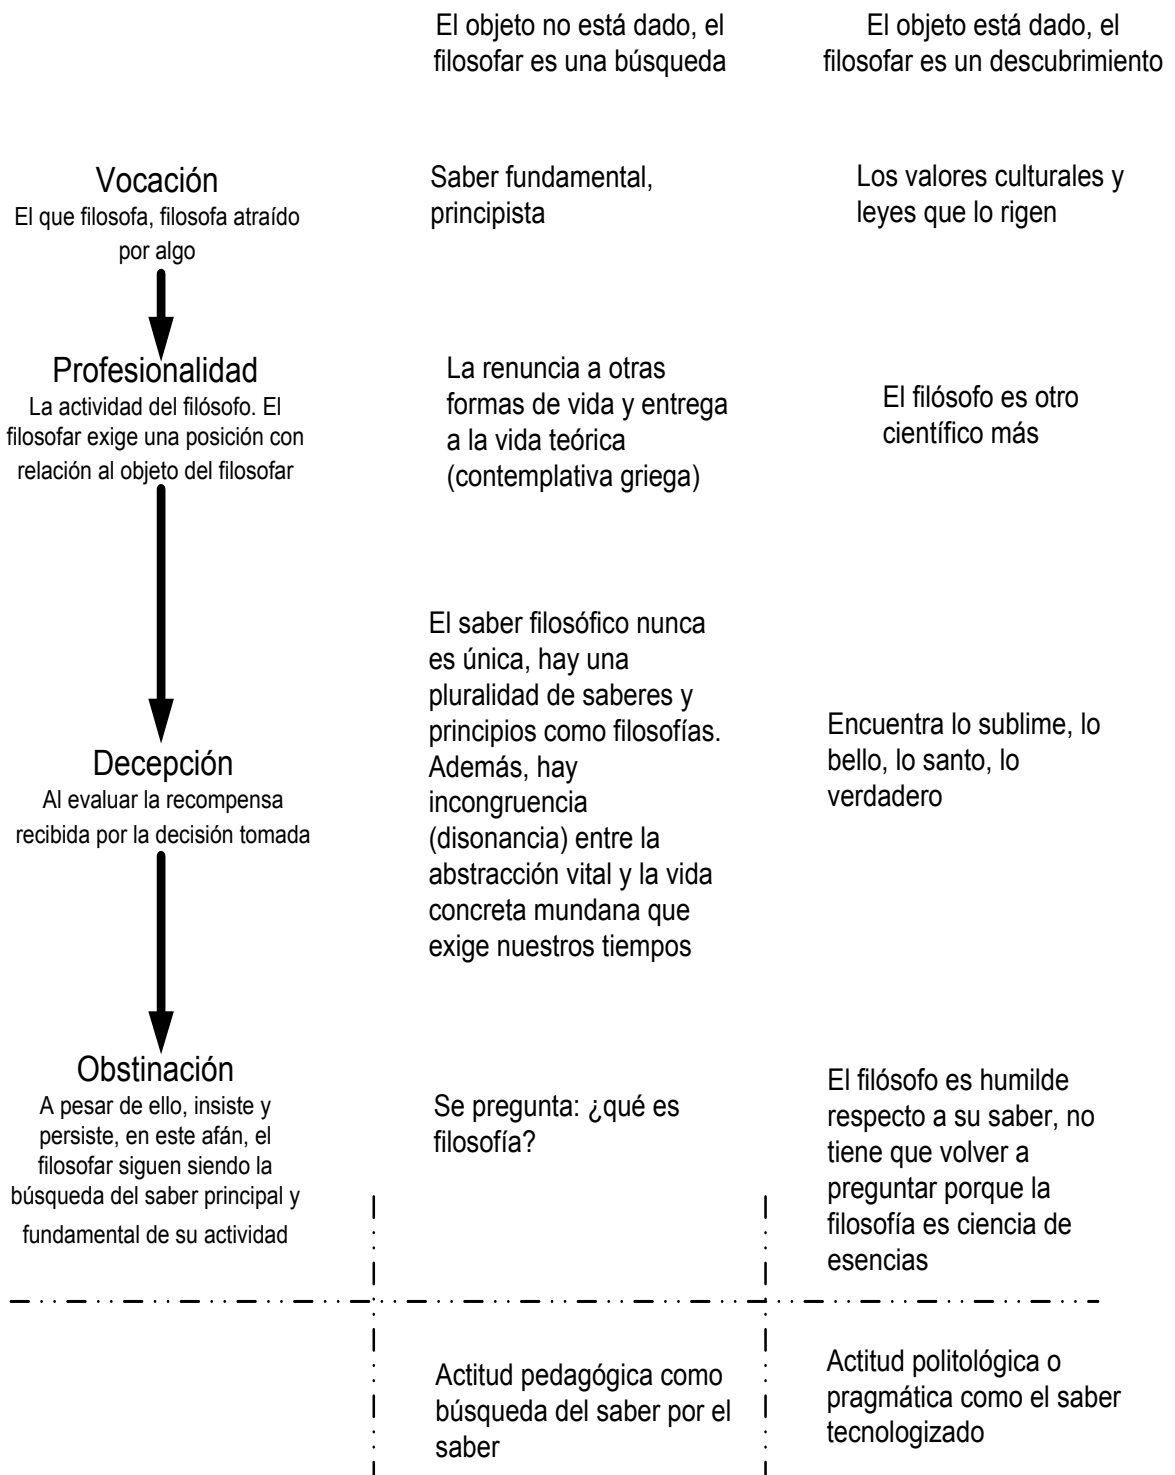 El objeto no está dado, el
filosofar es una búsqueda
El objeto está dado, el
filosofar es un descubrimiento
Vocación
El que filosofa, filosofa atraído
por algo
Saber fundamental,
principista
Los valores culturales y
leyes que lo rigen
Profesionalidad
La actividad del filósofo. El
filosofar exige una posición con
relación al objeto del filosofar
La renuncia a otras
formas de vida y entrega
a la vida teórica
(contemplativa griega)
El filósofo es otro
científico más
Decepción
Al evaluar la recompensa
recibida por la decisión tomada
El saber filosófico nunca
es única, hay una
pluralidad de saberes y
principios como filosofías.
Además, hay
incongruencia
(disonancia) entre la
abstracción vital y la vida
concreta mundana que
exige nuestros tiempos
Encuentra lo sublime, lo
bello, lo santo, lo
verdadero
Obstinación
A pesar de ello, insiste y
persiste, en este afán, el
filosofar siguen siendo la
búsqueda del saber principal y
fundamental de su actividad
Se pregunta: ¿qué es
filosofía?
El filósofo es humilde
respecto a su saber, no
tiene que volver a
preguntar porque la
filosofía es ciencia de
esencias
Actitud pedagógica como
búsqueda del saber por el
saber
Actitud politológica o
pragmática como el saber
tecnologizado